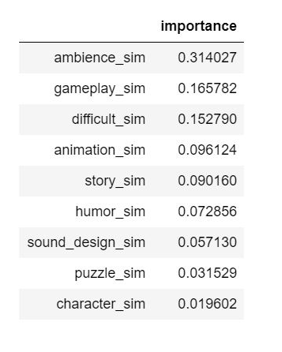 importance
ambience_sim 0.314027
gameplay_sim 0.165782
difficult_sim 0.152790
animation_sim 0.096124
story_sim 0.090160
humor_sim 0.072856
sound_design_sim 0.057130
puzzle_sim 0.031529
character_sim 0.019602